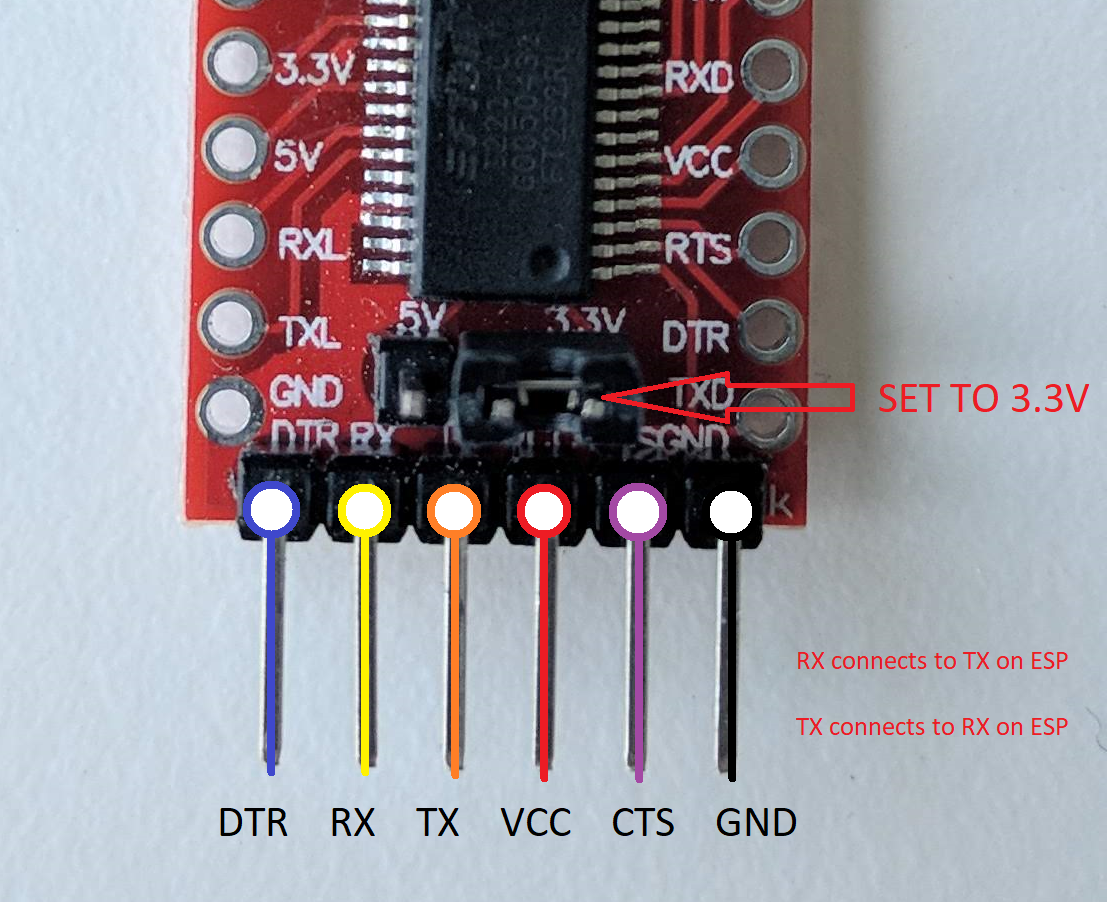 3.3V
RXD
5V
VCC
RXL
RTS
5V
3.3V
TXL
DTR
GND
TXD
SET TO 3.3V
DTR RX
GND
RX connects to TX on ESP
TX connects to RX on ESP
DTR RX TX VCC CTS GND